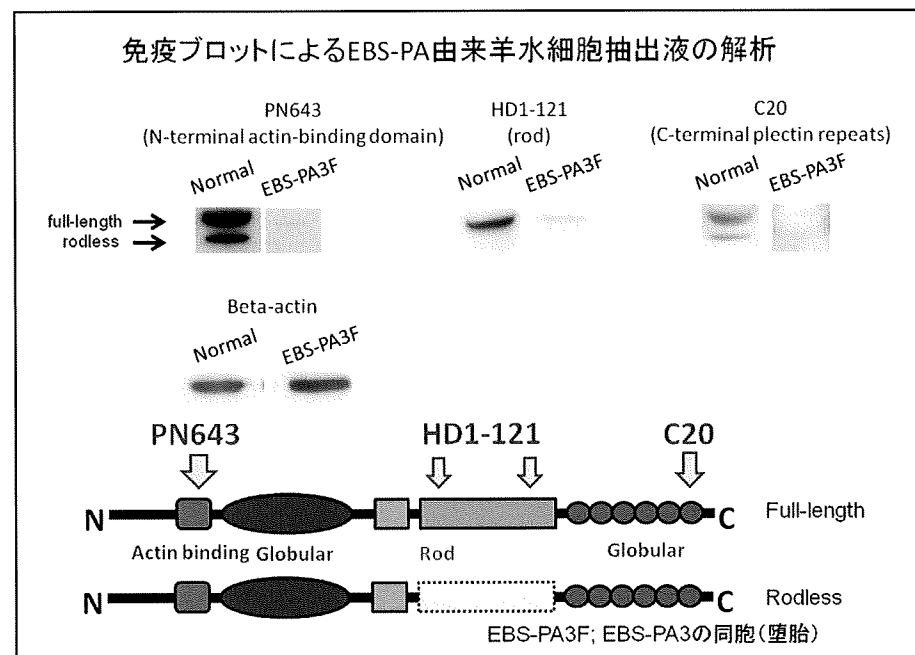 免疫ブロットによるEBS-PA由来羊水細胞抽出液の解析
PN643
(N-terminal actin-binding domain)
HD1-121
(rod)
C20
(C-terminal plectin repeats)
Normal EBS-PA3F
Normal EBS-PA3F
Normal EBS-PA3F
full-length
rodless
Beta-actin
Normal EBS-PA3F
PN643 HD1-121 C20
N C Full-length
Actin binding Globular Rod Globular
N C Rodless
EBS-PA3F; EBS-PA3の同胞(堕胎)